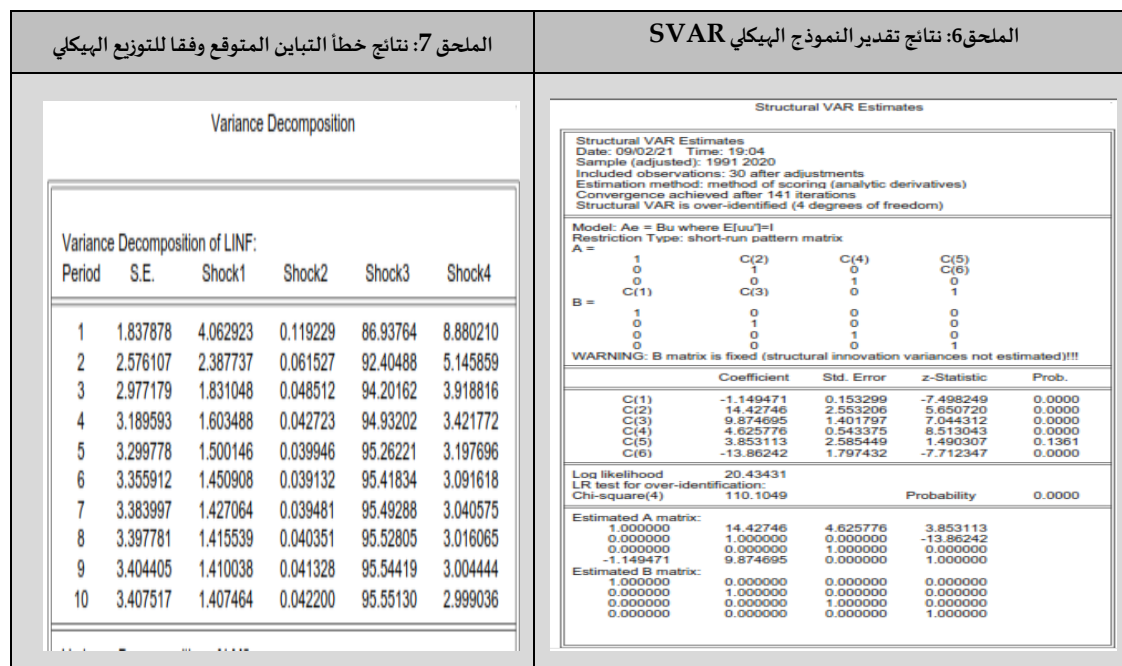 الملحق6: نتائج تقدير النموذج الهيكلي SVAR
Structural VAR Estimates
Structural VAR Estimates
Date: 09/02/21 Time: 19:04
Sample (adjusted): 1991 2020
Included observations: 30 after adjustments
Estimation method: method of scoring (analytic derivatives)
Convergence achieved after 141 iterations
Structural VAR is over-identified (4 degrees of freedom)
Model: Ae = Bu where E[uu']=I
Restriction Type: short-run pattern matrix
A =
1 C(2) C(4) C(5)
0 1 0 C(6)
0 0 1 0
C(1) C(3) 0 1
B =
1 0 0 0
0 1 0 0
0 0 1 0
0 0 0 1
WARNING: B matrix is fixed (structural innovation variances not estimated)!!!
Coefficient Std. Error z-Statistic Prob.
C(1) -1.149471 0.153299 -7.498249 0.0000
C(2) 14.42746 2.553206 5.650720 0.0000
C(3) 9.874695 1.401797 7.044312 0.0000
C(4) 4.625776 0.543375 8.513043 0.0000
C(5) 3.853113 2.585449 1.490307 0.1361
C(6) -13.86242 1.797432 -7.712347 0.0000
Log likelihood 20.43431
LR test for over-identification:
Chi-square(4) 110.1049 Probability 0.0000
Estimated A matrix:
1.000000 14.42746 4.625776 3.853113
0.000000 1.000000 0.000000 -13.86242
0.000000 0.000000 1.000000 0.000000
-1.149471 9.874695 0.000000 1.000000
Estimated B matrix:
1.000000 0.000000 0.000000 0.000000
0.000000 1.000000 0.000000 0.000000
0.000000 0.000000 1.000000 0.000000
0.000000 0.000000 0.000000 1.000000
الملحق 7: نتائج خطأ التباين المتوقع وفقا للتوزيع الهيكلي
Variance Decomposition
Variance Decomposition of LINF:
Period S.E. Shock1 Shock2 Shock3 Shock4
1 1.837878 4.062923 0.119229 86.93764 8.880210
2 2.576107 2.387737 0.061527 92.40488 5.145859
3 2.977179 1.831048 0.048512 94.20162 3.918816
4 3.189593 1.603488 0.042723 94.93202 3.421772
5 3.299778 1.500146 0.039946 95.26221 3.197696
6 3.355912 1.450908 0.039132 95.41834 3.091618
7 3.383997 1.427064 0.039481 95.49288 3.040575
8 3.397781 1.415539 0.040351 95.52805 3.016065
9 3.404405 1.410038 0.041328 95.54419 3.004444
10 3.407517 1.407464 0.042200 95.55130 2.999036